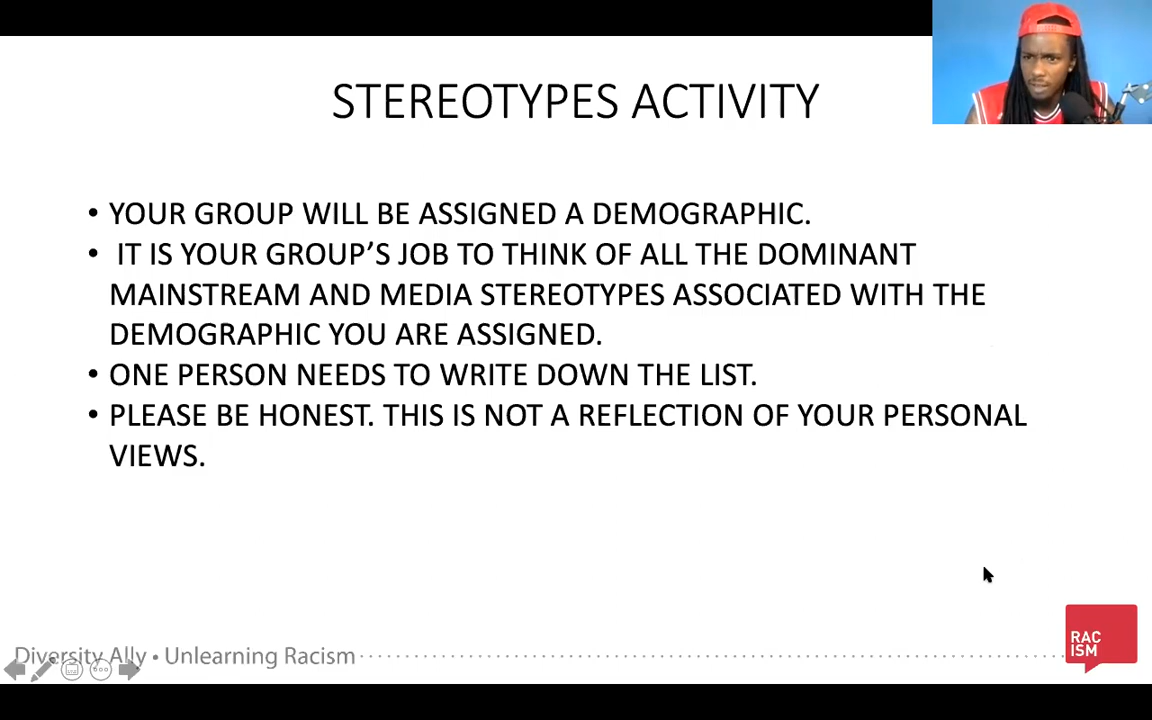 STEREOTYPES ACTIVITY
• YOUR GROUP WILL BE ASSIGNED A DEMOGRAPHIC.
• IT IS YOUR GROUP’S JOB TO THINK OF ALL THE DOMINANT
MAINSTREAM AND MEDIA STEREOTYPES ASSOCIATED WITH THE
DEMOGRAPHIC YOU ARE ASSIGNED.
• ONE PERSON NEEDS TO WRITE DOWN THE LIST.
• PLEASE BE HONEST. THIS IS NOT A REFLECTION OF YOUR PERSONAL
VIEWS.
Diversity Ally • Unlearning Racism
RAC
ISM